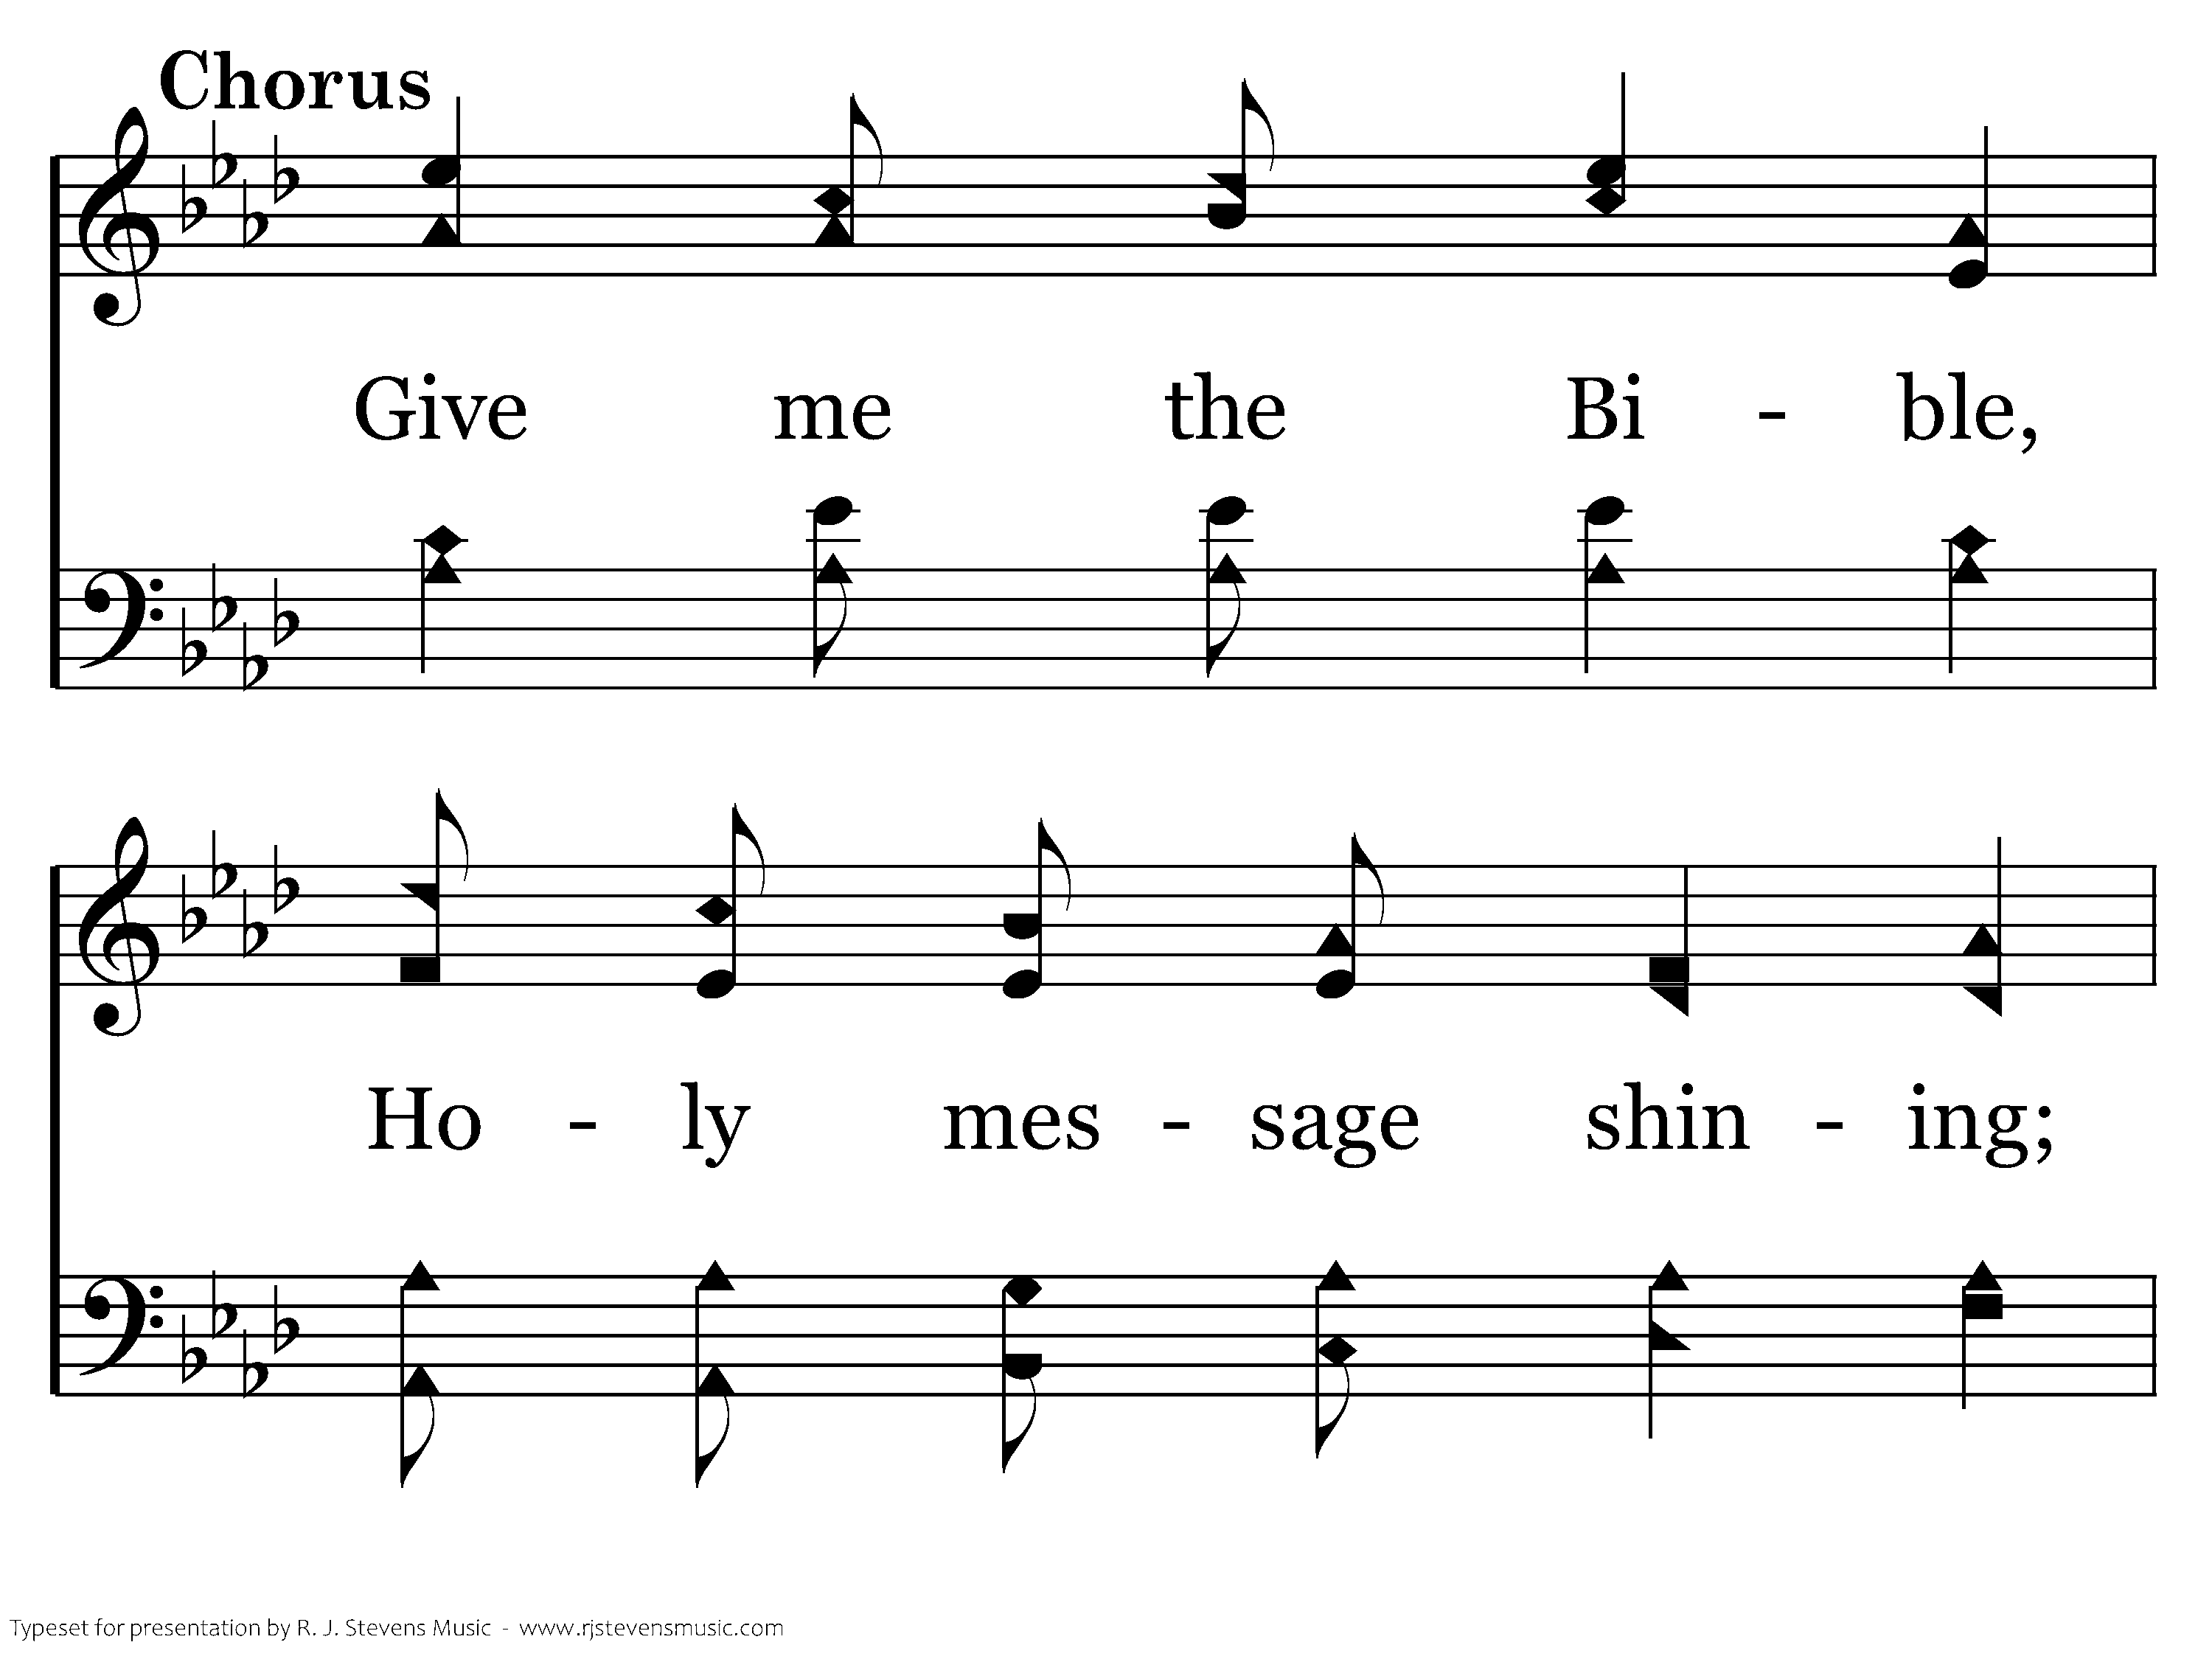 Chorus
Give me the Bi - ble,
Ho - ly mes - sage shin - ing;
Typeset for presentation by R. J. Stevens Music - www.rjstevensmusic.com